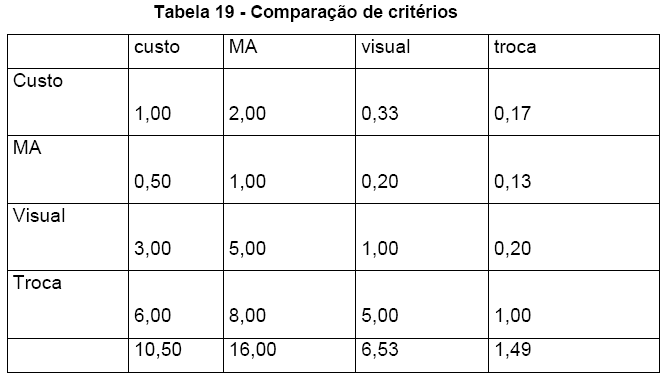 Tabela 19 - Comparação de critérios
custo MA visual troca
Custo
1,00 2,00 0,33 0,17
MA
0,50 1,00 0,20 0,13
Visual
3,00 5,00 1,00 0,20
Troca
6,00 8,00 5,00 1,00
10,50 16,00 6,53 1,49